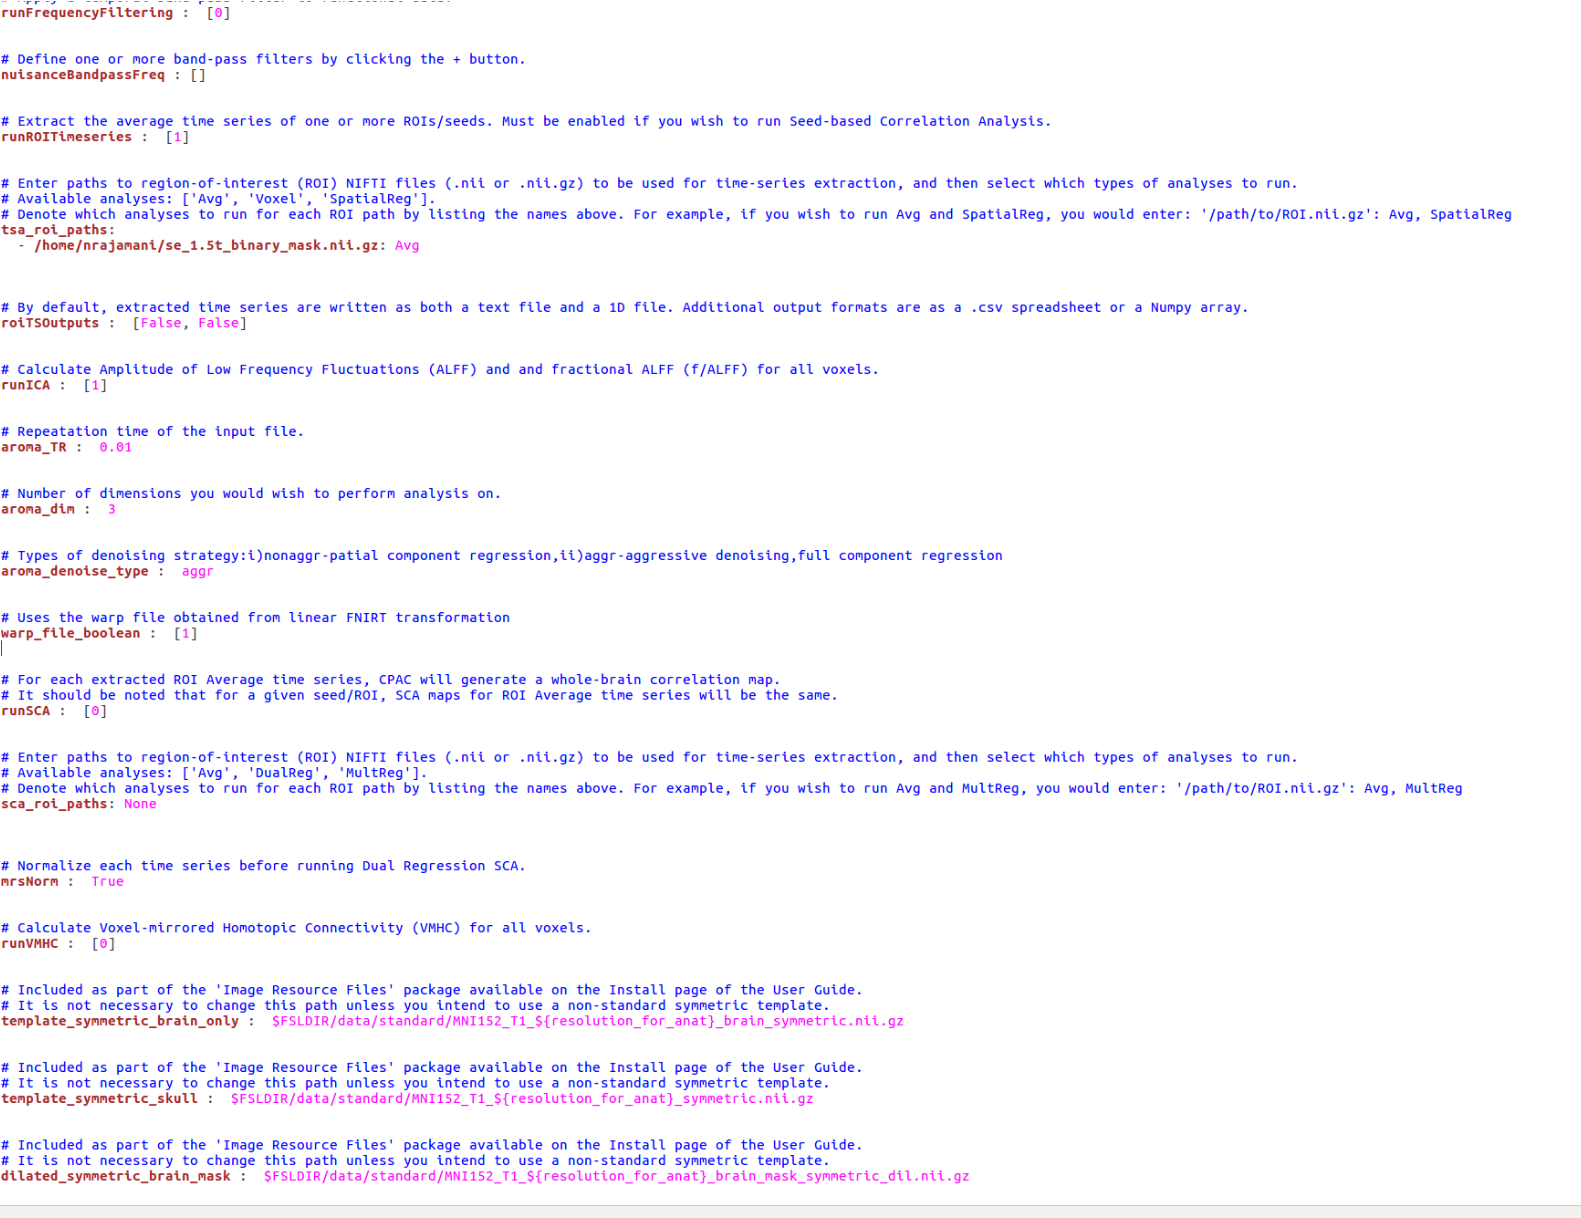 runFrequencyFiltering :  [0]
# Define one or more band-pass filters by clicking the + button.
nuisanceBandpassFreq : []
# Extract the average time series of one or more ROIs/seeds. Must be enabled if you wish to run Seed-based Correlation Analysis.
runROITimeseries :  [1]
# Enter paths to region-of-interest (ROI) NIFTI files (.nii or .nii.gz) to be used for time-series extraction, and then select which types of analyses to run.
# Available analyses: ['Avg', 'Voxel', 'SpatialReg'].
# Denote which analyses to run for each ROI path by listing the names above. For example, if you wish to run Avg and SpatialReg, you would enter: '/path/to/ROI.nii.gz': Avg, SpatialReg
tsa_roi_paths:
  - /home/nrajamani/se_1.5t_binary_mask.nii.gz: Avg
# By default, extracted time series are written as both a text file and a 1D file. Additional output formats are as a .csv spreadsheet or a Numpy array.
roiTSOutputs :  [False, False]
# Calculate Amplitude of Low Frequency Fluctuations (ALFF) and and fractional ALFF (f/ALFF) for all voxels.
runICA :  [1]
# Repeatation time of the input file.
aroma_TR :  0.01
# Number of dimensions you would wish to perform analysis on.
aroma_dim :  3
# Types of denoising strategy:i)nonaggr-patial component regression,ii)aggr-aggressive denoising,full component regression
aroma_denoise_type :  aggr
# Uses the warp file obtained from linear FNIRT transformation
warp_file_boolean :  [1]
# For each extracted ROI Average time series, CPAC will generate a whole-brain correlation map.
# It should be noted that for a given seed/ROI, SCA maps for ROI Average time series will be the same.
runSCA :  [0]
# Enter paths to region-of-interest (ROI) NIFTI files (.nii or .nii.gz) to be used for time-series extraction, and then select which types of analyses to run.
# Available analyses: ['Avg', 'DualReg', 'MultReg'].
# Denote which analyses to run for each ROI path by listing the names above. For example, if you wish to run Avg and MultReg, you would enter: '/path/to/ROI.nii.gz': Avg, MultReg
sca_roi_paths: None
# Normalize each time series before running Dual Regression SCA.
mrsNorm :  True
# Calculate Voxel-mirrored Homotopic Connectivity (VMHC) for all voxels.
runVMHC :  [0]
# Included as part of the 'Image Resource Files' package available on the Install page of the User Guide.
# It is not necessary to change this path unless you intend to use a non-standard symmetric template.
template_symmetric_brain_only :  $FSLDIR/data/standard/MNI152_T1_${resolution_for_anat}_brain_symmetric.nii.gz
# Included as part of the 'Image Resource Files' package available on the Install page of the User Guide.
# It is not necessary to change this path unless you intend to use a non-standard symmetric template.
template_symmetric_skull :  $FSLDIR/data/standard/MNI152_T1_${resolution_for_anat}_symmetric.nii.gz
# Included as part of the 'Image Resource Files' package available on the Install page of the User Guide.
# It is not necessary to change this path unless you intend to use a non-standard symmetric template.
dilated_symmetric_brain_mask :  $FSLDIR/data/standard/MNI152_T1_${resolution_for_anat}_brain_mask_symmetric_dil.nii.gz